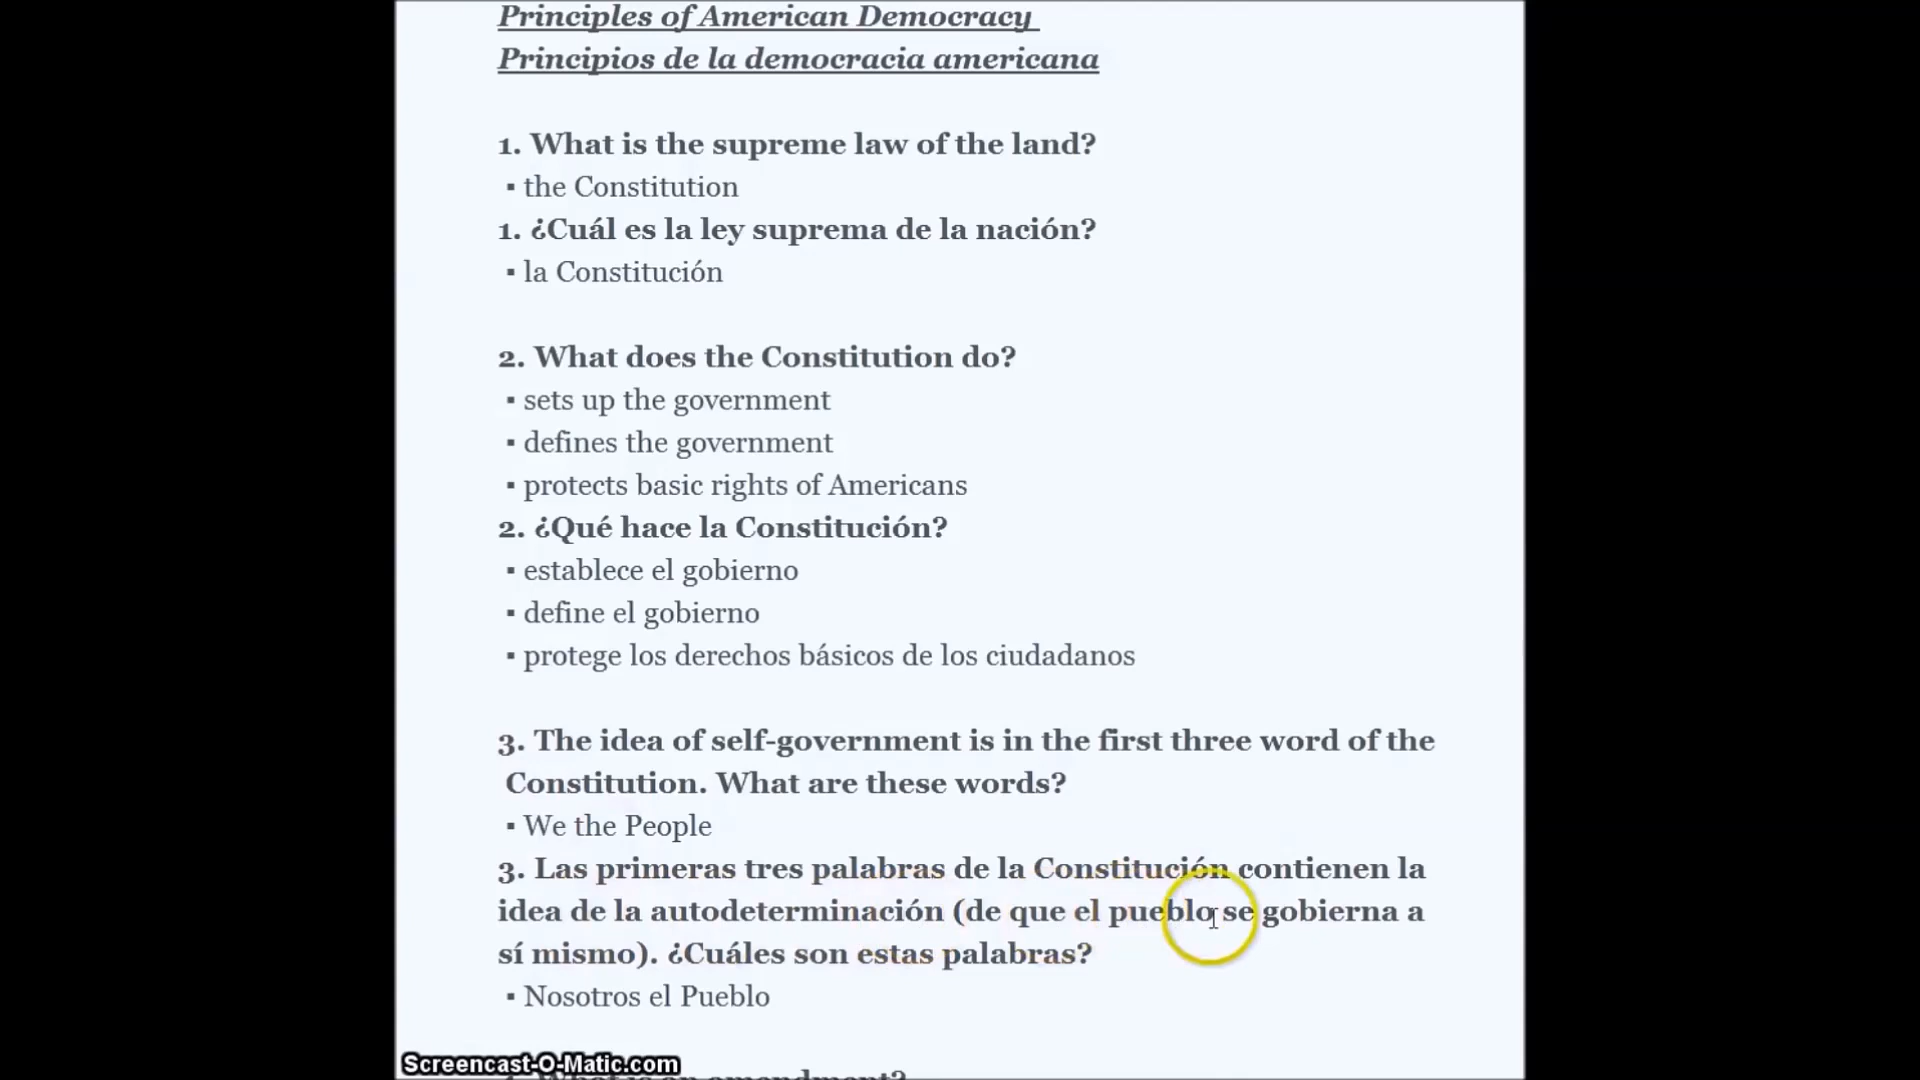 Principles of American Democracy
Principios de la democracia americana
1. What is the supreme law of the land?
▪ the Constitution
1. ¿Cuál es la ley suprema de la nación?
▪ la Constitución
2. What does the Constitution do?
▪ sets up the government
▪ defines the government
▪ protects basic rights of Americans
2. ¿Qué hace la Constitución?
▪ establece el gobierno
▪ define el gobierno
▪ protege los derechos básicos de los ciudadanos
3. The idea of self-government is in the first three word of the
Constitution. What are these words?
▪ We the People
3. Las primeras tres palabras de la Constitución contienen la
idea de la autodeterminación (de que el pueblo se gobierna a
sí mismo). ¿Cuáles son estas palabras?
▪ Nosotros el Pueblo
Screencast-O-Matic.com
4. What is an amendment?